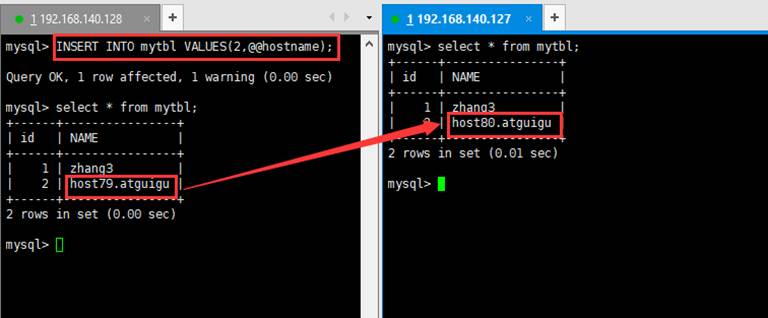 1 192.168.140.128
mysql> INSERT INTO mytbl VALUES(2,@@hostname);
Query OK, 1 row affected, 1 warning (0.00 sec)
mysql> select * from mytbl;
+------+----------------+
| id | NAME |
+------+----------------+
| 1 | zhang3 |
| 2 | host79.atguigu |
+------+----------------+
2 rows in set (0.00 sec)
mysql>
1 192.168.140.127
mysql> select * from mytbl;
+------+----------------+
| id | NAME |
+------+----------------+
| 1 | zhang3 |
| 2 | host80.atguigu |
+------+----------------+
2 rows in set (0.01 sec)
mysql>